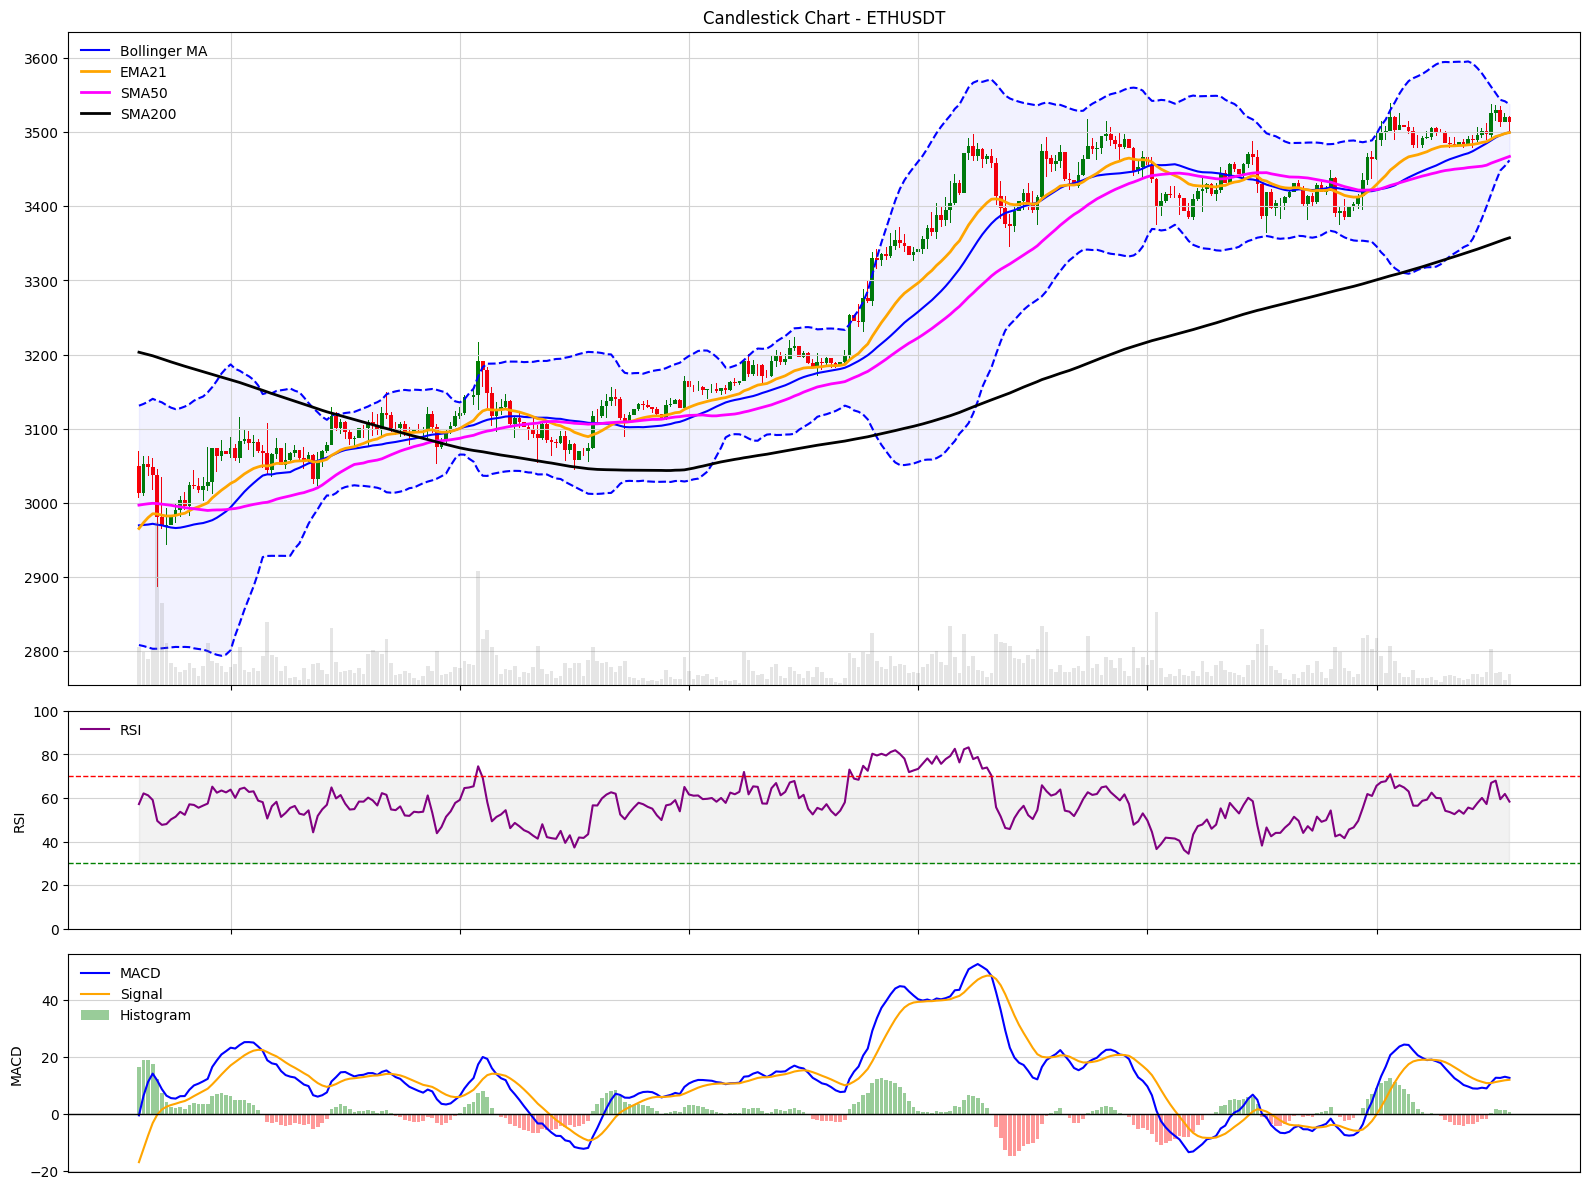 Candlestick Chart - ETHUSDT
Bollinger MA
EMA21
SMA50
SMA200
3600
3500
3400
3300
3200
3100
3000
2900
2800
RSI
100
80
60
40
20
0
RSI
MACD
Signal
Histogram
40
20
0
−20
MACD